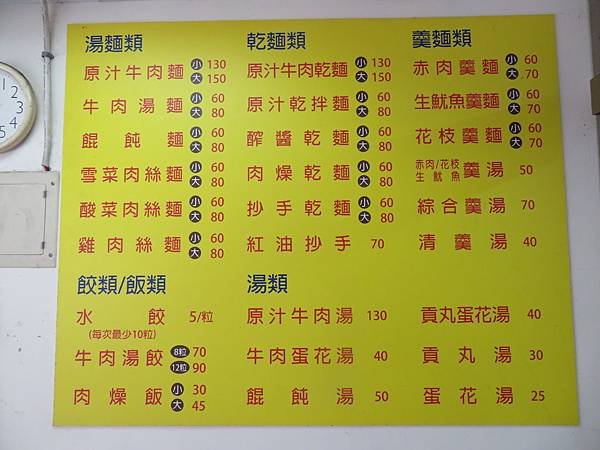 湯麵類
原汁牛肉麵 小 130 大 150
牛肉湯麵 小 60 大 80
餛飩麵 小 60 大 80
雪菜肉絲麵 小 60 大 80
酸菜肉絲麵 小 60 大 80
雞肉絲麵 小 60 大 80
乾麵類
原汁牛肉乾麵 小 130 大 150
原汁乾拌麵 小 60 大 80
醡醬乾麵 小 60 大 80
肉燥乾麵 小 60 大 80
抄手乾麵 小 60 大 80
紅油抄手 70
羹麵類
赤肉羹麵 小 60 大 70
生魷魚羹麵 小 60 大 70
花枝羹麵 小 60 大 70
赤肉/花枝 生魷魚 羹湯 50
綜合羹湯 70
清羹湯 40
餃類/飯類
水餃 5/粒
(每次最少10粒)
牛肉湯餃 8粒 70 12粒 90
肉燥飯 小 30 大 45
湯類
原汁牛肉湯 130
牛肉蛋花湯 40
餛飩湯 50
貢丸蛋花湯 40
貢丸湯 30
蛋花湯 25
12
1
2
3
4
5